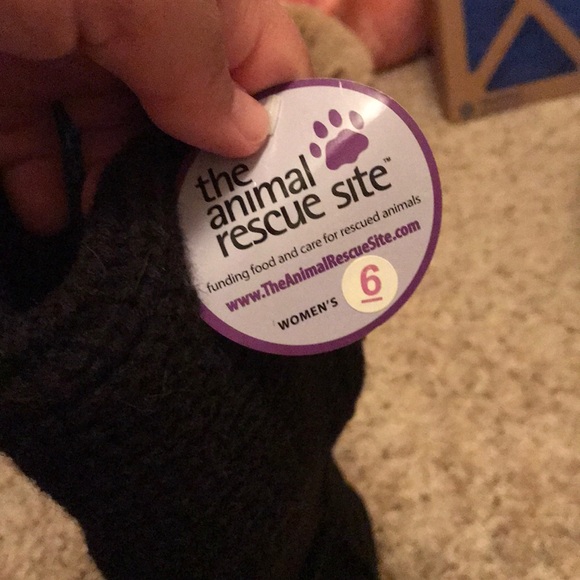 the
animal
rescue site™
funding food and care for rescued animals
www.TheAnimalRescueSite.com
WOMEN'S 6